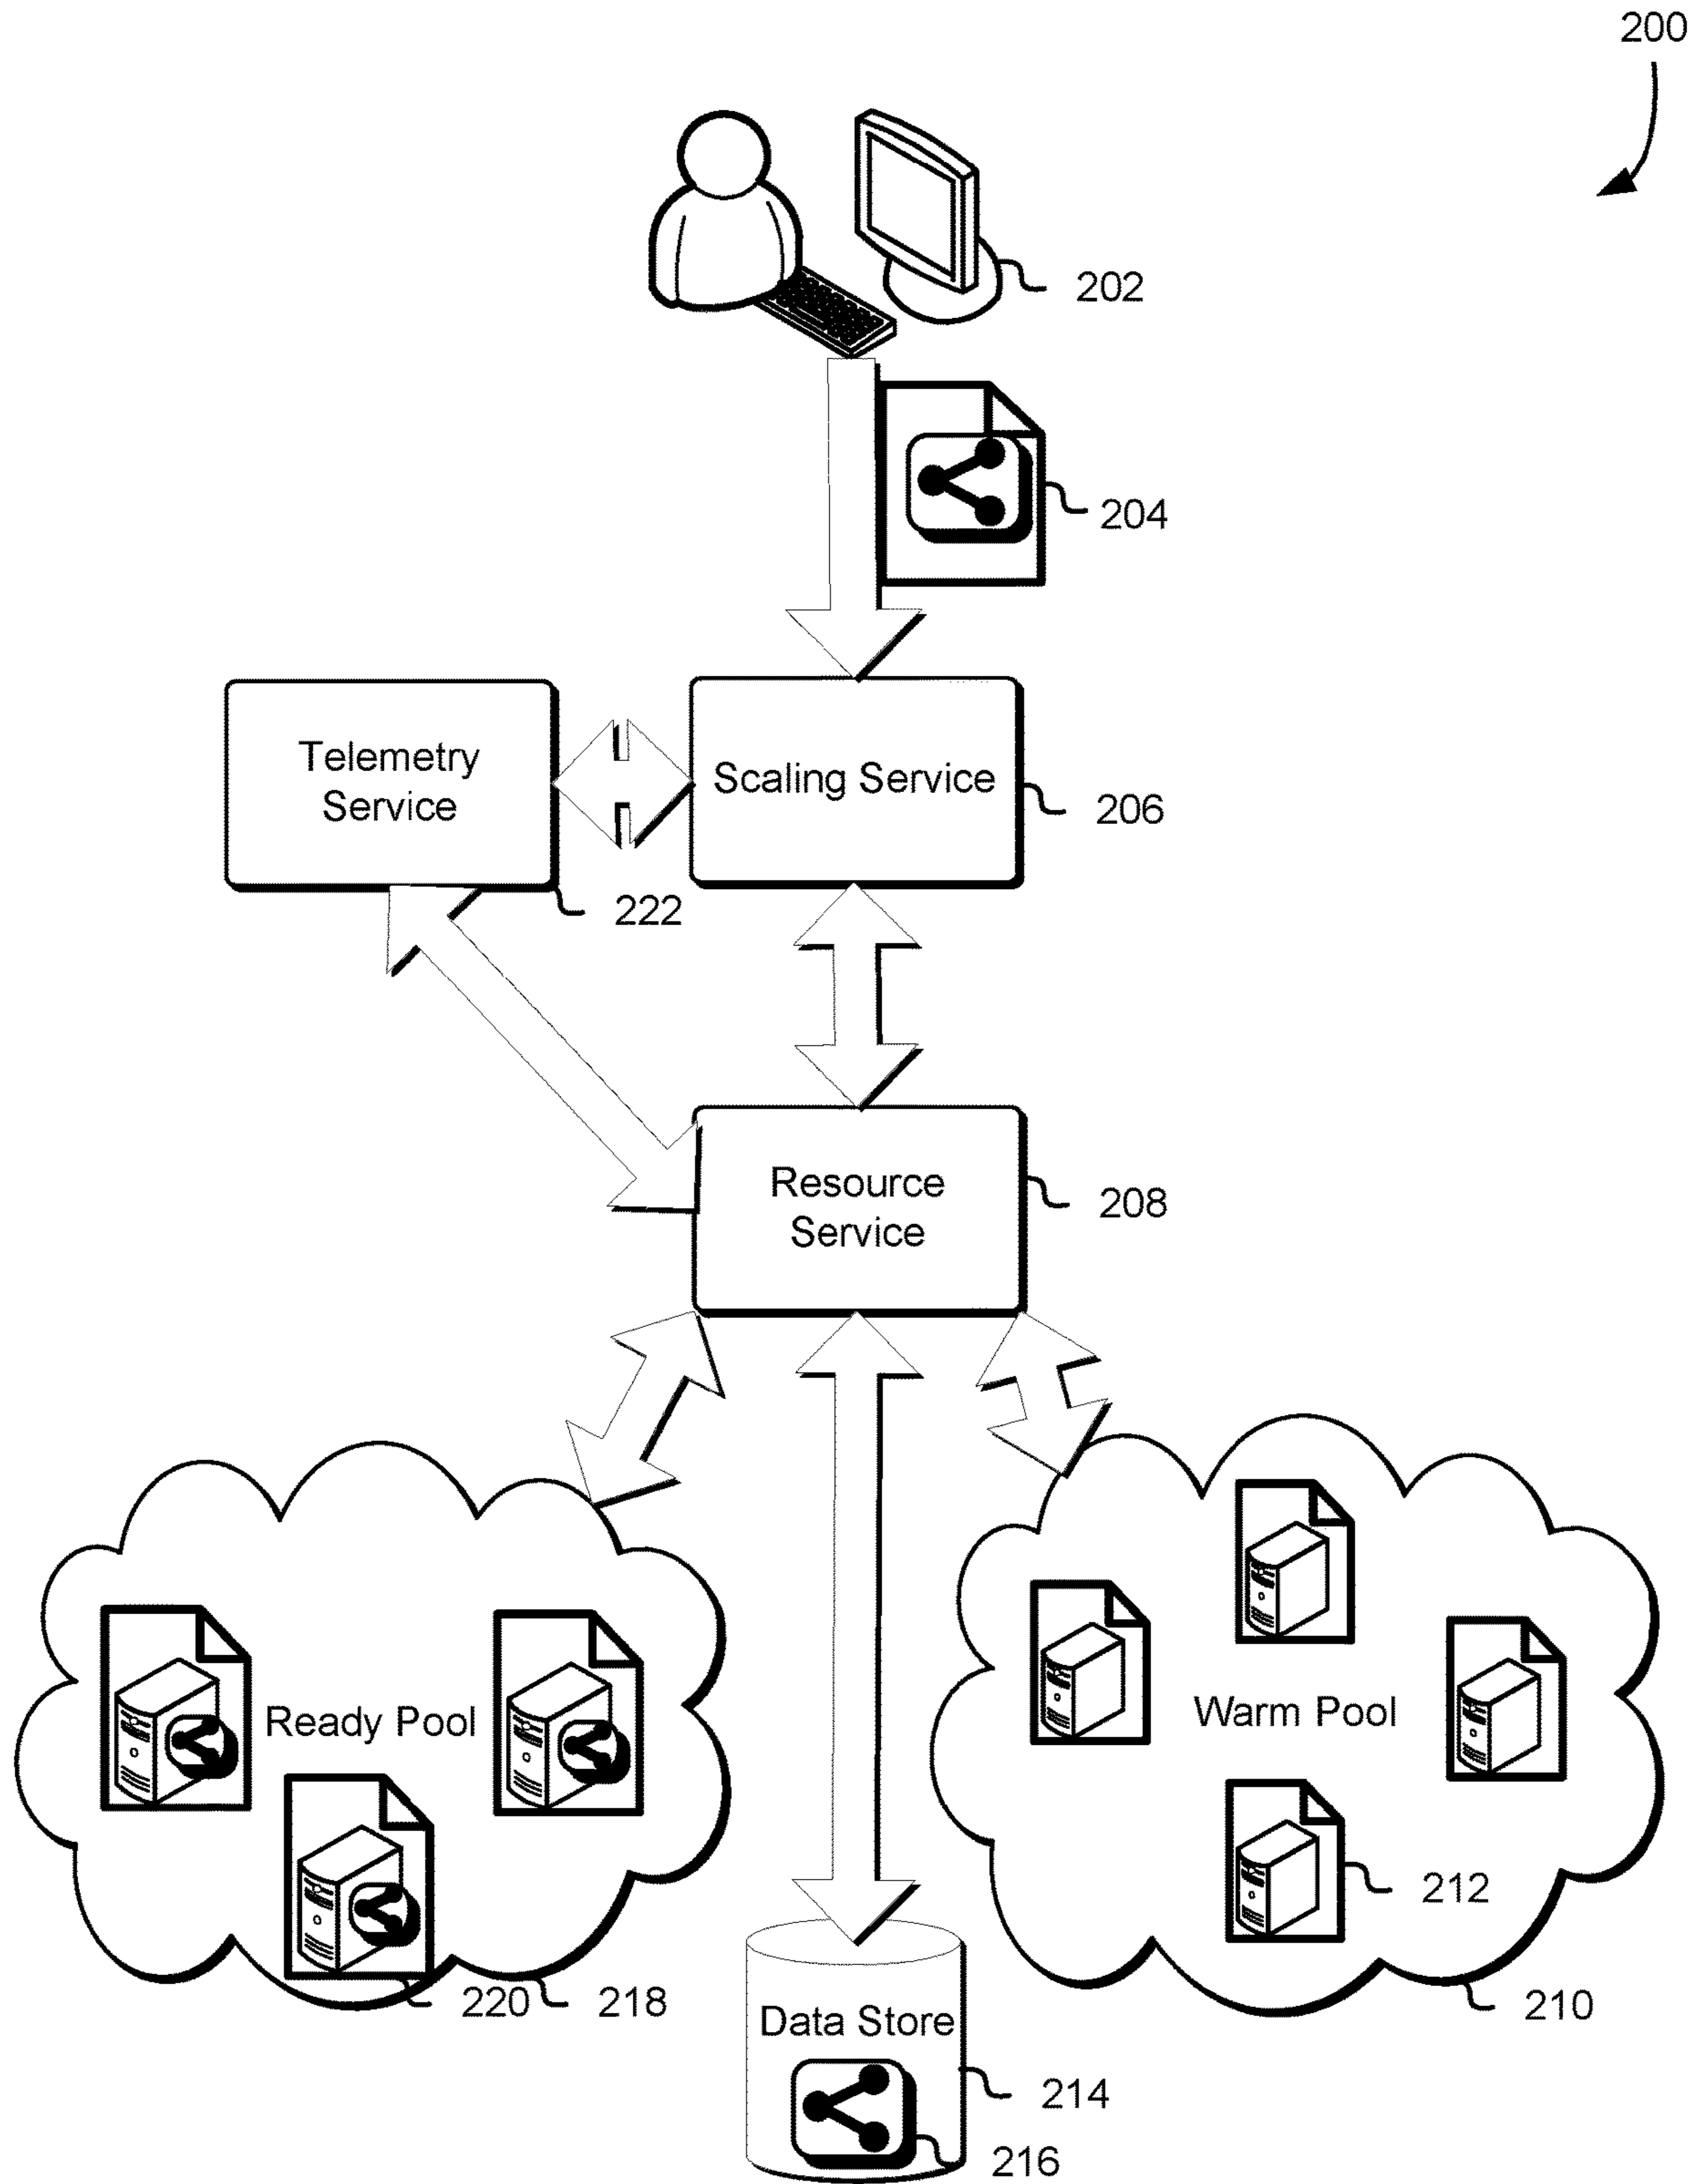 200
202
204
Telemetry
Service
Scaling Service
206
222
Resource
Service
208
Ready Pool
Warm Pool
212
220
218
210
Data Store
214
216